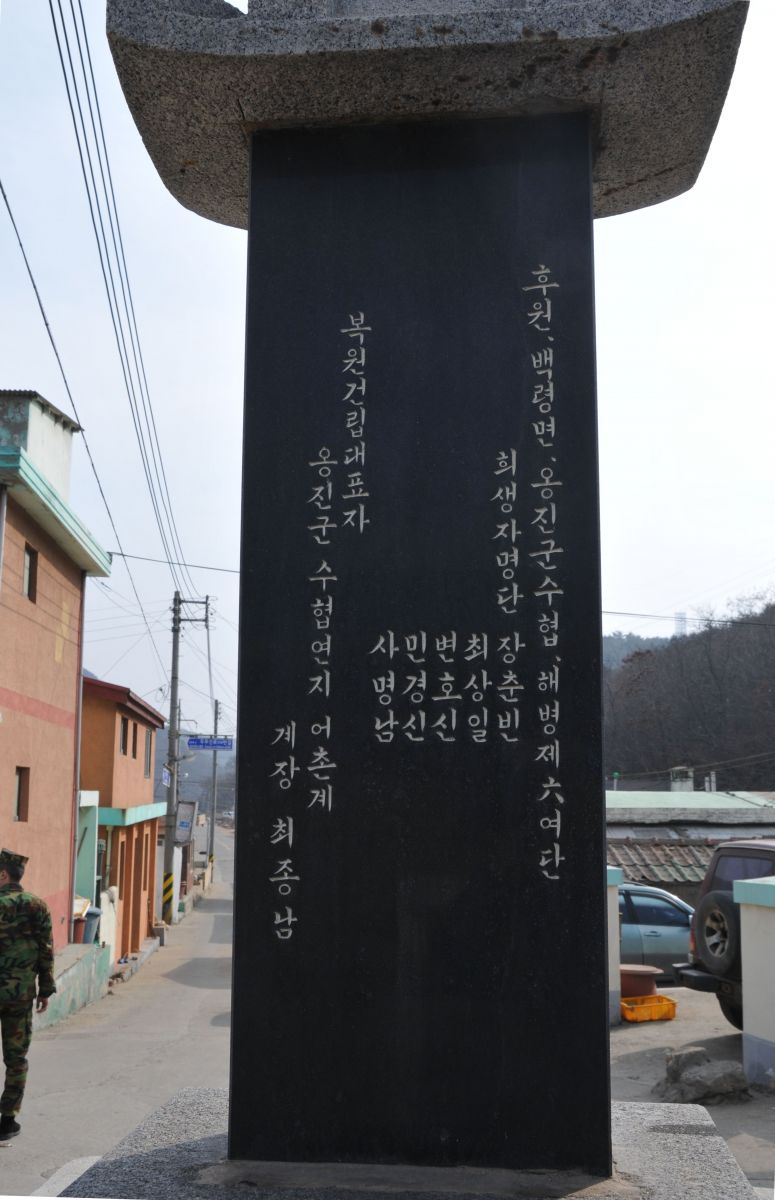 후원、백령면、옹진군수협、해병제六여단
희생자명단 장춘빈
최상일
변호신
민경신
사명남
복원건립대표자
옹진군 수협연지 어촌계
계장 최종남